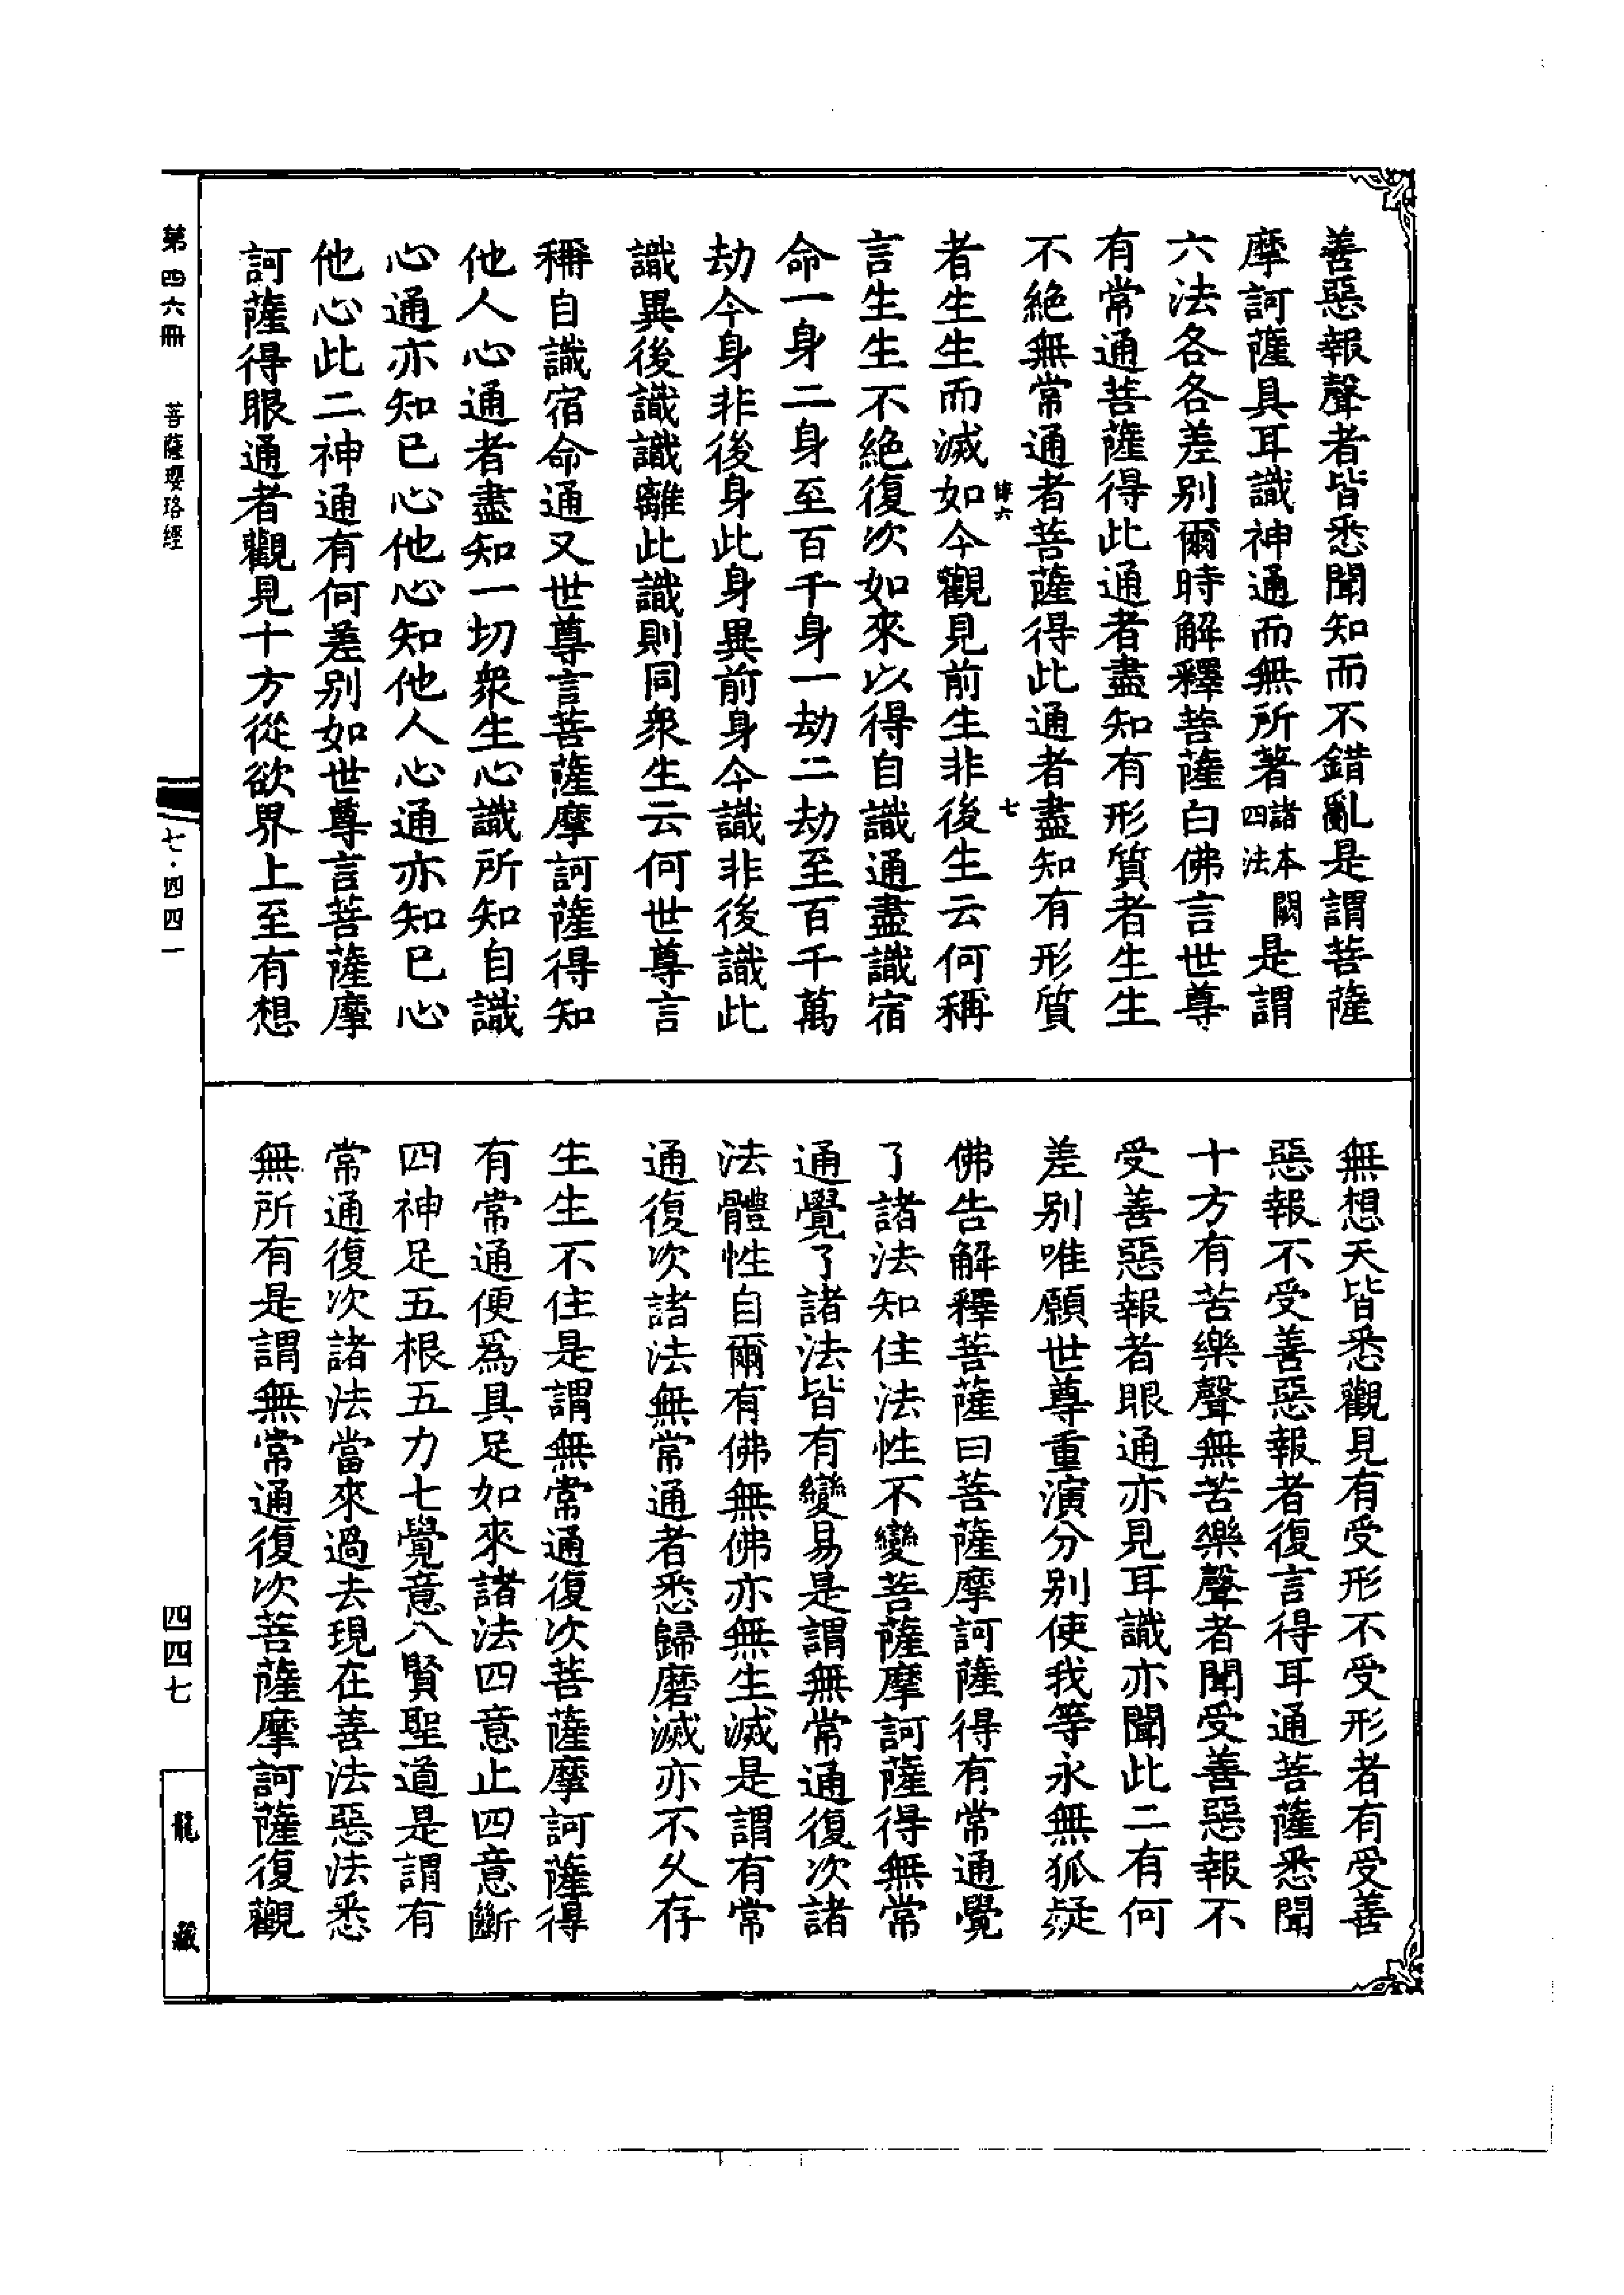 善惡報聲者皆悉聞知而不錯亂是謂菩薩
摩訶薩具耳識神通而無所著諸本闕四法是謂
六法各各差別爾時解釋菩薩白佛言世尊
有常通菩薩得此通者盡知有形質者生生
不絕無常通者菩薩得此通者盡知有形質
七
者生生而滅如今觀見前生非後生云何稱
言生生不絕復次如來以得自識通盡識宿
命一身二身至百千身一劫二劫至百千萬
劫今身非後身此身異前身今識非後識此
識異後識識離此識則同衆生云何世尊言
稱自識宿命通又世尊言菩薩摩訶薩得知
他人心通者盡知一切衆生心識所知自識
心通亦知已心他心知他人心通亦知已心
他心此二神通有何差別如世尊言菩薩摩
訶薩得眼通者觀見十方從欲界上至有想
無想天皆悉觀見有受形不受形者有受善
惡報不受善惡報者復言得耳通菩薩悉聞
十方有苦樂聲無苦樂聲者聞受善惡報不
受善惡報者眼通亦見耳識亦聞此二有何
差別唯願世尊重演分別使我等永無狐疑
佛告解釋菩薩曰菩薩摩訶薩得有常通覺
了諸法知住法性不變菩薩摩訶薩得無常
通覺了諸法皆有變易是謂無常通復次諸
法體性自爾有佛無佛亦無生滅是謂有常
通復次諸法無常通者悉歸磨滅亦不久存
生生不住是謂無常通復次菩薩摩訶薩得
有常通便爲具足如來諸法四意止四意斷
四神足五根五力七覺意八賢聖道是謂有
常通復次諸法當來過去現在善法惡法悉
無所有是謂無常通復次菩薩摩訶薩復觀
第四六冊 菩薩瓔珞經
七·四四一
四四七
龍藏